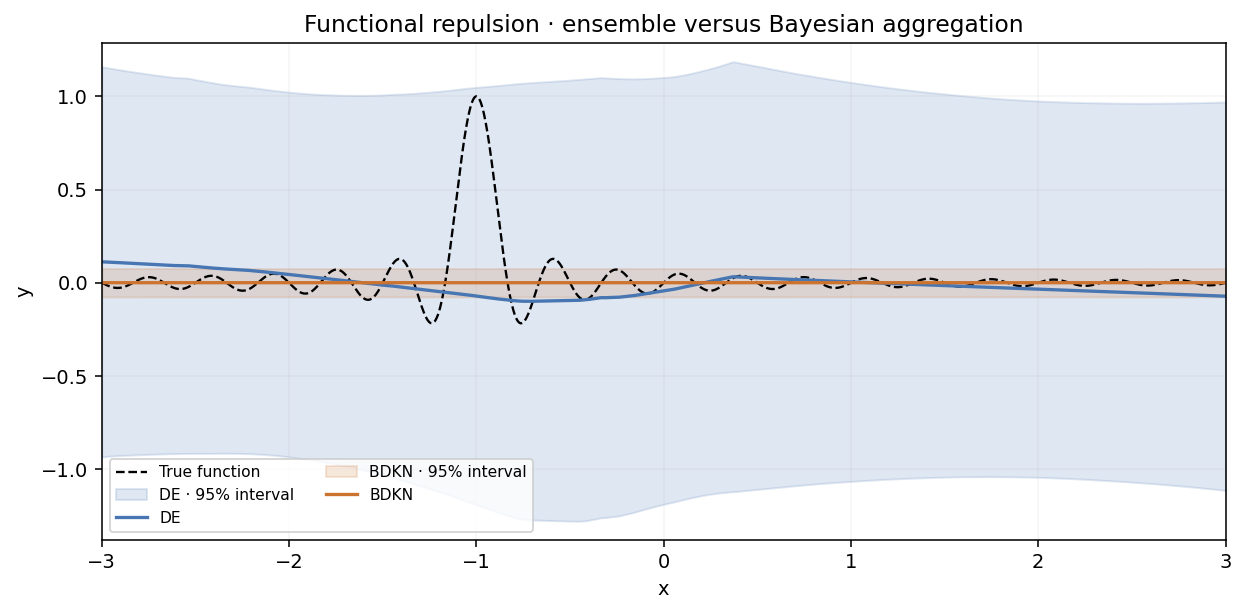 Functional repulsion · ensemble versus Bayesian aggregation
y
1.0
0.5
0.0
−0.5
−1.0
True function
DE · 95% interval
DE
BDKN · 95% interval
BDKN
−3
−2
−1
0
1
2
3
x